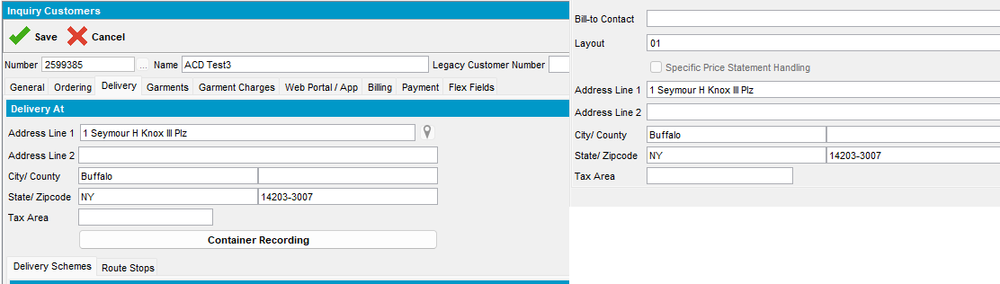 Inquiry Customers
Save Cancel
Number 2599385 ... Name ACD Test3 Legacy Customer Number
General Ordering Delivery Garments Garment Charges Web Portal / App Billing Payment Flex Fields
Delivery At
Address Line 1 1 Seymour H Knox III Plz
Address Line 2
City/ County Buffalo
State/ Zipcode NY 14203-3007
Tax Area
Container Recording
Delivery Schemes Route Stops
Bill-to Contact
Layout 01
Specific Price Statement Handling
Address Line 1 1 Seymour H Knox III Plz
Address Line 2
City/ County Buffalo
State/ Zipcode NY 14203-3007
Tax Area